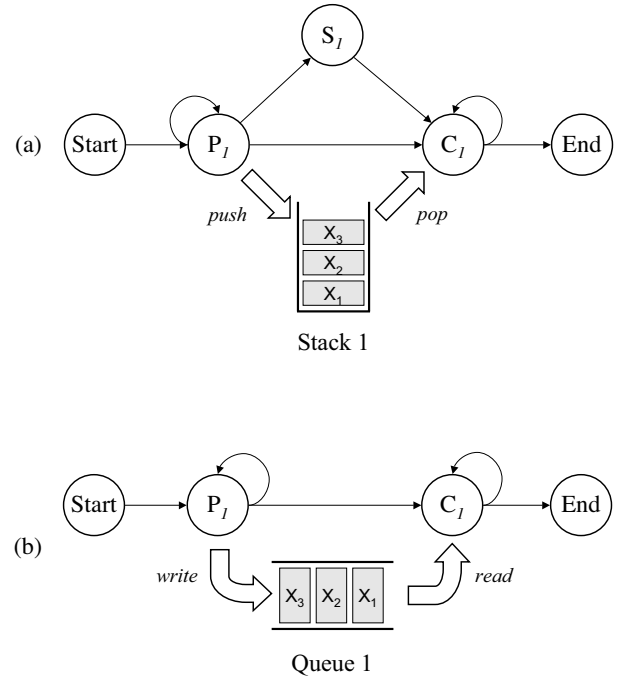 S1
(a)
Start
P1
C1
End
push
pop
X3
X2
X1
Stack 1
Start
P1
C1
End
(b)
write
X3
X2
X1
read
Queue 1